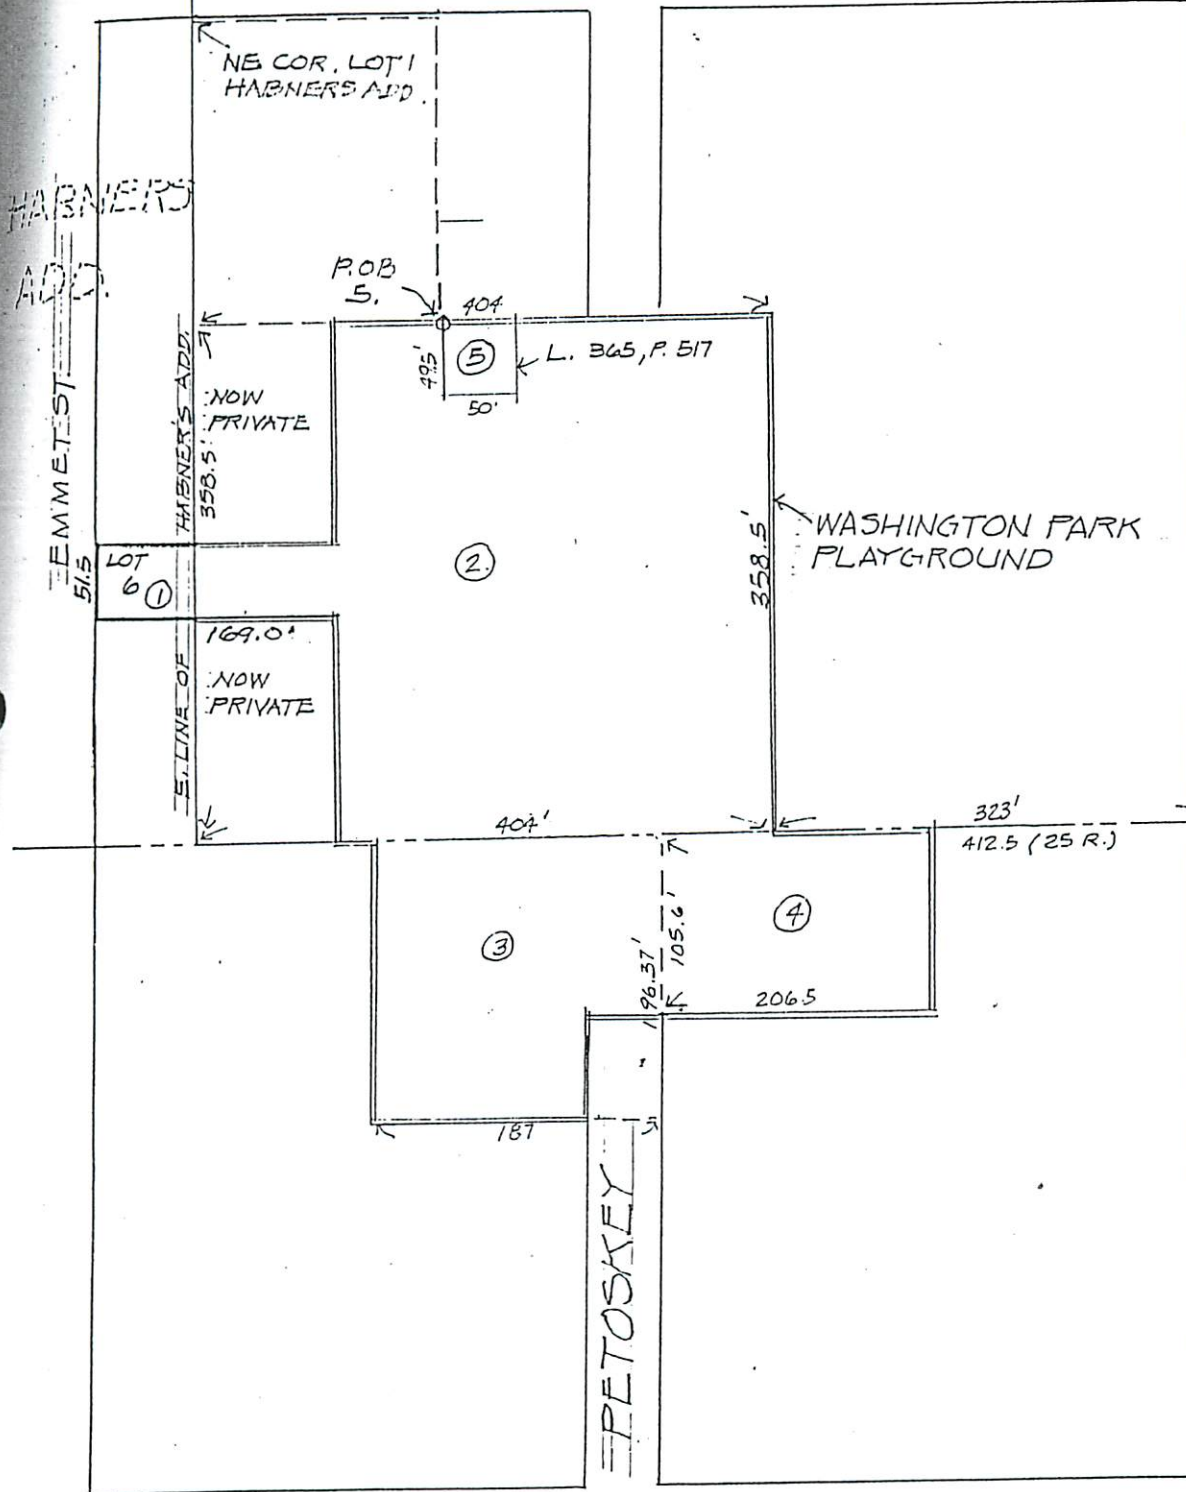 NE COR. LOT 1
HABNERS ADD.
HABNERS
ADD.
P.O.B
5.
404
49.5'
5
50'
L. 365, P. 517
NOW
PRIVATE
EMMET ST.
E. LINE OF HABNER'S ADD.
358.5'
51.5
LOT
6 1
2.
358.5'
WASHINGTON PARK
PLAYGROUND
169.0'
NOW
PRIVATE
404'
323'
412.5 (25 R.)
3
196.37'
105.6'
4
206.5
187
PETOSKEY